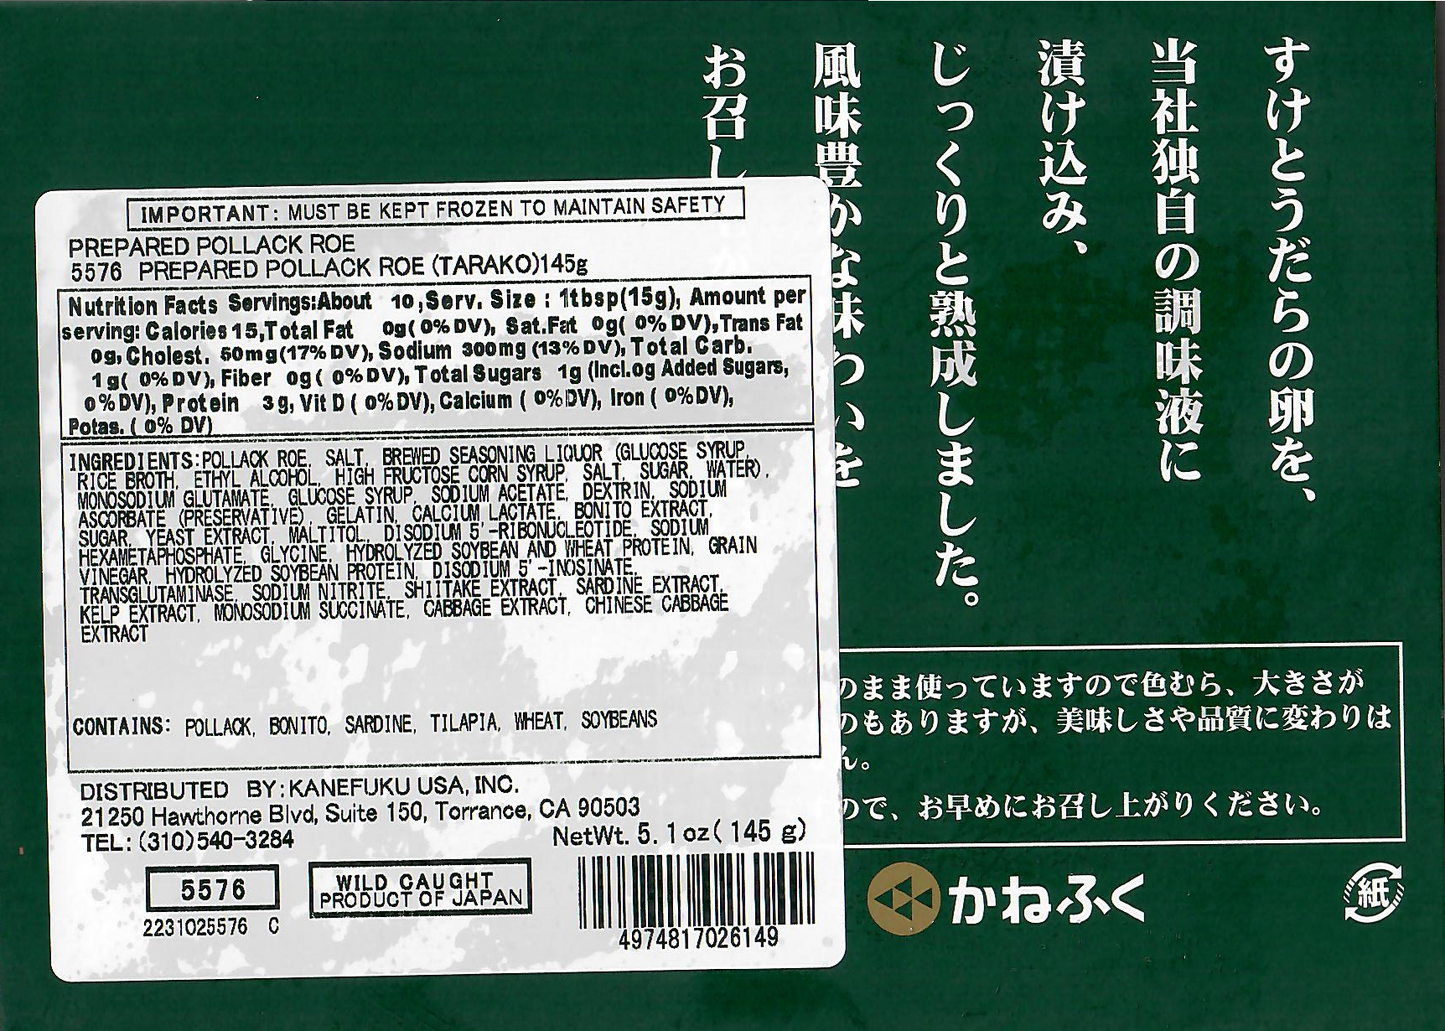 すけとうだらの卵を、
当社独自の調味液に
漬け込み、
じっくりと熟成しました。
風味豊かな味わいを
お召し
IMPORTANT: MUST BE KEPT FROZEN TO MAINTAIN SAFETY
PREPARED POLLACK ROE
5576 PREPARED POLLACK ROE (TARAKO)145g
Nutrition Facts Servings:About 10,Serv. Size : 1tbsp(15g), Amount per
serving: Calories 15,Total Fat 0g( 0% DV), Sat.Fat 0g( 0% DV),Trans Fat
0g, Cholest. 50mg(17% DV), Sodium 300mg (13% DV), Total Carb.
1g( 0% DV), Fiber 0g ( 0% DV), Total Sugars 1g (Incl.0g Added Sugars,
0% DV), Protein 3g, Vit D ( 0% DV), Calcium ( 0% DV), Iron ( 0% DV),
Potas. ( 0% DV)
INGREDIENTS:POLLACK ROE, SALT, BREWED SEASONING LIQUOR (GLUCOSE SYRUP,
RICE BROTH, ETHYL ALCOHOL, HIGH FRUCTOSE CORN SYRUP, SALT, SUGAR, WATER),
MONOSODIUM GLUTAMATE, GLUCOSE SYRUP, SODIUM ACETATE, DEXTRIN, SODIUM
ASCORBATE (PRESERVATIVE), GELATIN, CALCIUM LACTATE, BONITO EXTRACT,
SUGAR, YEAST EXTRACT, MALTITOL, DISODIUM 5'-RIBONUCLEOTIDE, SODIUM
HEXAMETAPHOSPHATE, GLYCINE, HYDROLYZED SOYBEAN AND WHEAT PROTEIN, GRAIN
VINEGAR, HYDROLYZED SOYBEAN PROTEIN, DISODIUM 5'-INOSINATE,
TRANSGLUTAMINASE, SODIUM NITRITE, SHIITAKE EXTRACT, SARDINE EXTRACT,
KELP EXTRACT, MONOSODIUM SUCCINATE, CABBAGE EXTRACT, CHINESE CABBAGE
EXTRACT
CONTAINS: POLLACK, BONITO, SARDINE, TILAPIA, WHEAT, SOYBEANS
DISTRIBUTED BY:KANEFUKU USA, INC.
21250 Hawthorne Blvd, Suite 150, Torrance, CA 90503
TEL: (310)540-3284
NetWt. 5.1oz( 145 g)
5576
2231025576 C
WILD CAUGHT
PRODUCT OF JAPAN
4974817026149
のまま使っていますので色むら、大きさが
のもありますが、美味しさや品質に変わりは
ん。
ので、お早めにお召し上がりください。
かねふく
紙